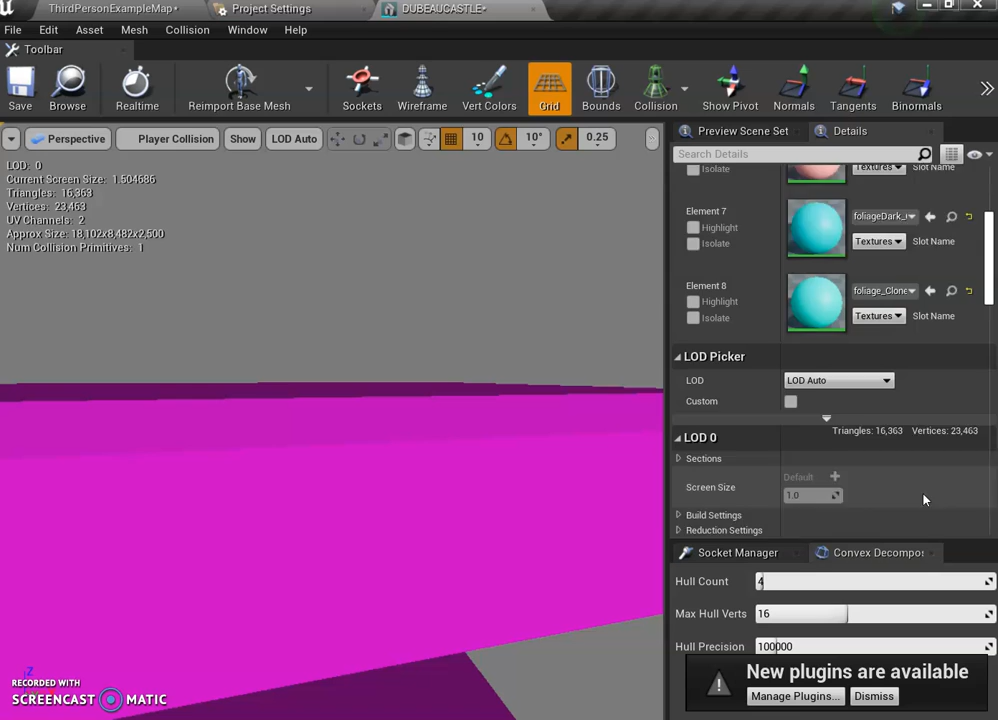 ThirdPersonExampleMap*
Project Settings
DUBEAUCASTLE*
File Edit Asset Mesh Collision Window Help
Toolbar
Save Browse Realtime Reimport Base Mesh Sockets Wireframe Vert Colors Grid Bounds Collision Show Pivot Normals Tangents Binormals
Perspective Player Collision Show LOD Auto 10 10° 0.25
Preview Scene Set Details
Search Details
LOD: 0
Current Screen Size: 1.504686
Triangles: 16,363
Vertices: 23,463
UV Channels: 2
Approx Size: 18,102x8,482x2,500
Num Collision Primitives: 1
Isolate Textures Slot Name
Element 7 foliageDark_
Highlight
Isolate Textures Slot Name
Element 8 foliage_Clone
Highlight
Isolate Textures Slot Name
LOD Picker
LOD LOD Auto
Custom
Triangles: 16,363 Vertices: 23,463
LOD 0
Sections
Default
Screen Size
1.0
Build Settings
Reduction Settings
Socket Manager Convex Decompo
Hull Count 4
Max Hull Verts 16
Hull Precision 100000
New plugins are available
Manage Plugins... Dismiss
Z
RECORDED WITH
SCREENCAST MATIC